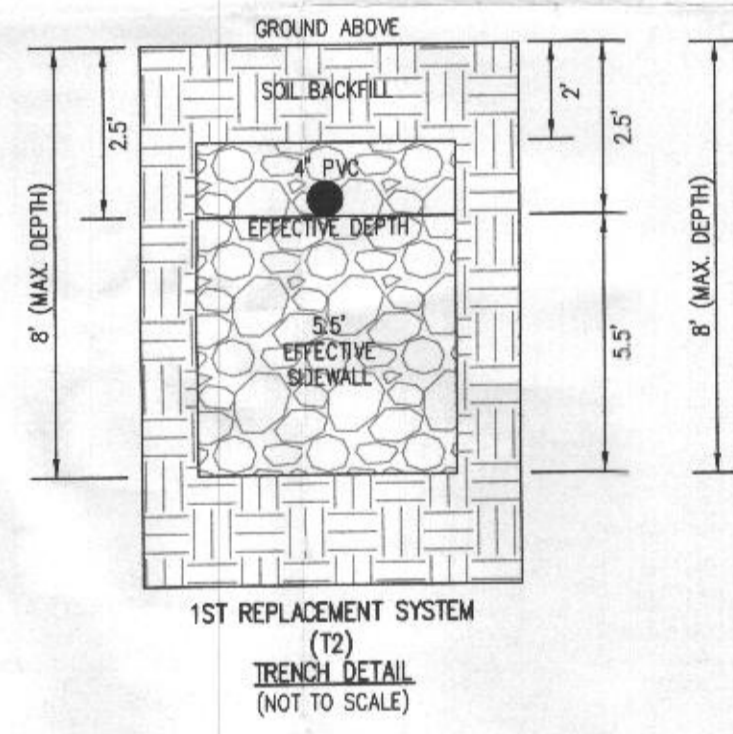 GROUND ABOVE
SOIL BACKFILL
2'
2.5'
2.5'
4" PVC
EFFECTIVE DEPTH
8' (MAX. DEPTH)
8' (MAX. DEPTH)
5.5'
EFFECTIVE
SIDEWALL
5.5'
1ST REPLACEMENT SYSTEM
(T2)
TRENCH DETAIL
(NOT TO SCALE)